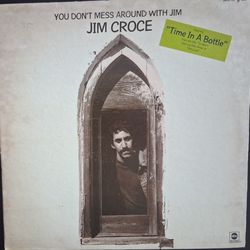 YOU DON'T MESS AROUND WITH JIM
JIM CROCE
"Time In A Bottle"